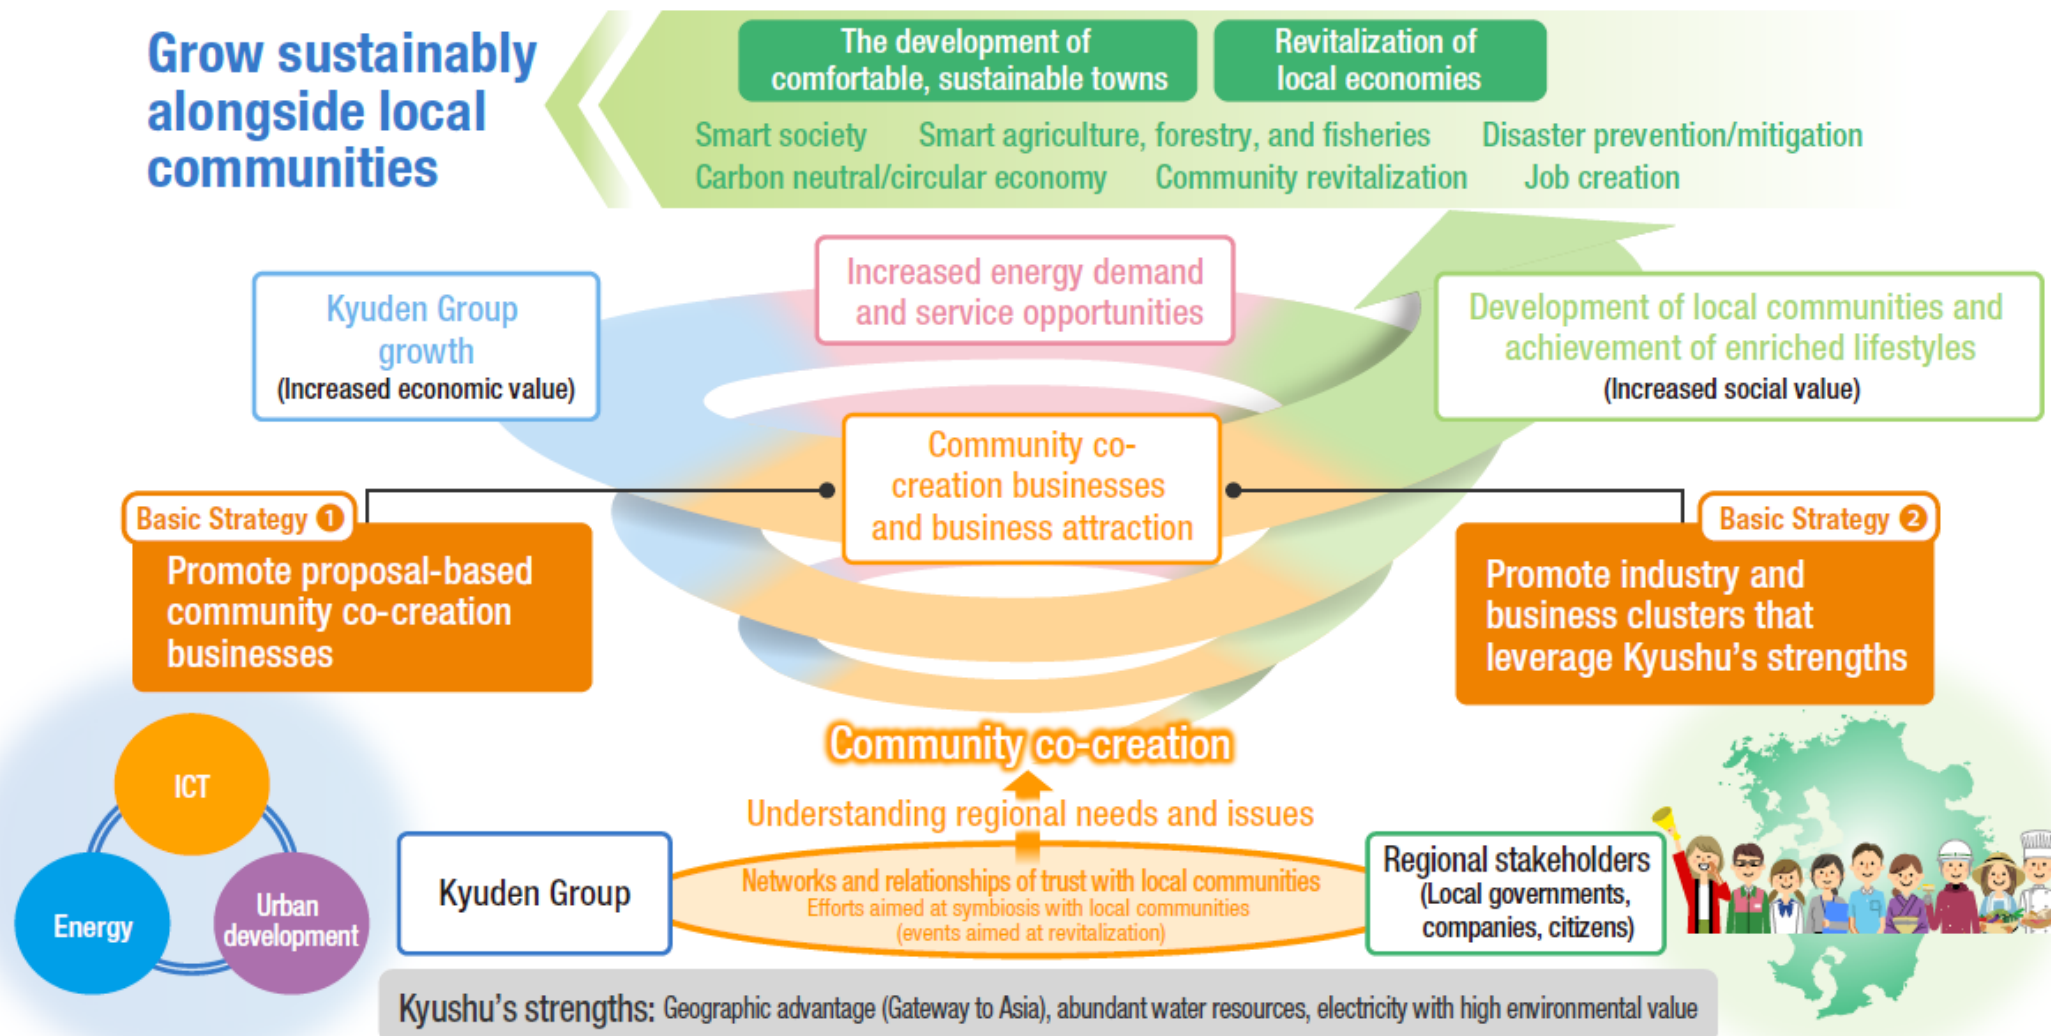 Grow sustainably
alongside local
communities
The development of
comfortable, sustainable towns
Revitalization of
local economies
Smart society
Smart agriculture, forestry, and fisheries
Disaster prevention/mitigation
Carbon neutral/circular economy
Community revitalization
Job creation
Kyuden Group
growth
(Increased economic value)
Increased energy demand
and service opportunities
Development of local communities and
achievement of enriched lifestyles
(Increased social value)
Community co-
creation businesses
and business attraction
Basic Strategy ❶
Promote proposal-based
community co-creation
businesses
Basic Strategy ❷
Promote industry and
business clusters that
leverage Kyushu's strengths
Community co-creation
Understanding regional needs and issues
ICT
Energy
Urban
development
Kyuden Group
Networks and relationships of trust with local communities
Efforts aimed at symbiosis with local communities
(events aimed at revitalization)
Regional stakeholders
(Local governments,
companies, citizens)
Kyushu's strengths: Geographic advantage (Gateway to Asia), abundant water resources, electricity with high environmental value